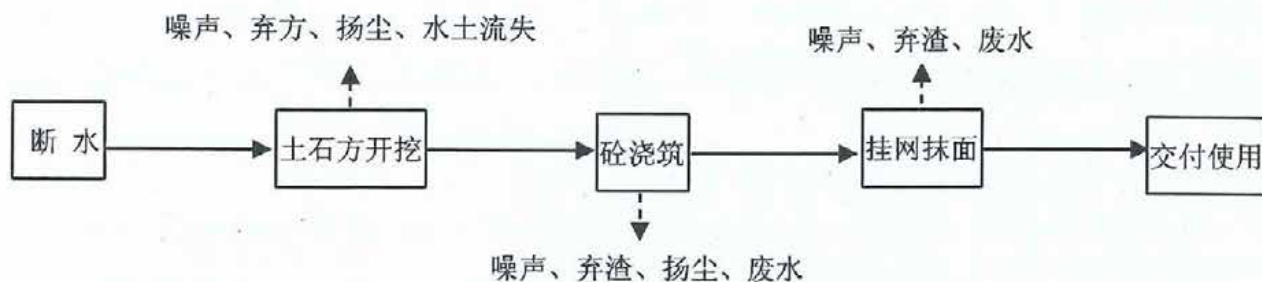 噪声、弃方、扬尘、水土流失
噪声、弃渣、废水
断 水
土石方开挖
砼浇筑
挂网抹面
交付使用
噪声、弃渣、扬尘、废水